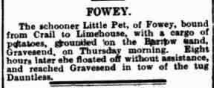 FOWEY.
The schooner Little Pet, of Fowey, bound
from Crail to Limehouse, with a cargo of
potatoes, grounded on the Barrow sand,
Gravesend, on Thursday morning. Eight
hours later she floated off without assistance,
and reached Gravesend in tow of the tug
Dauntless.